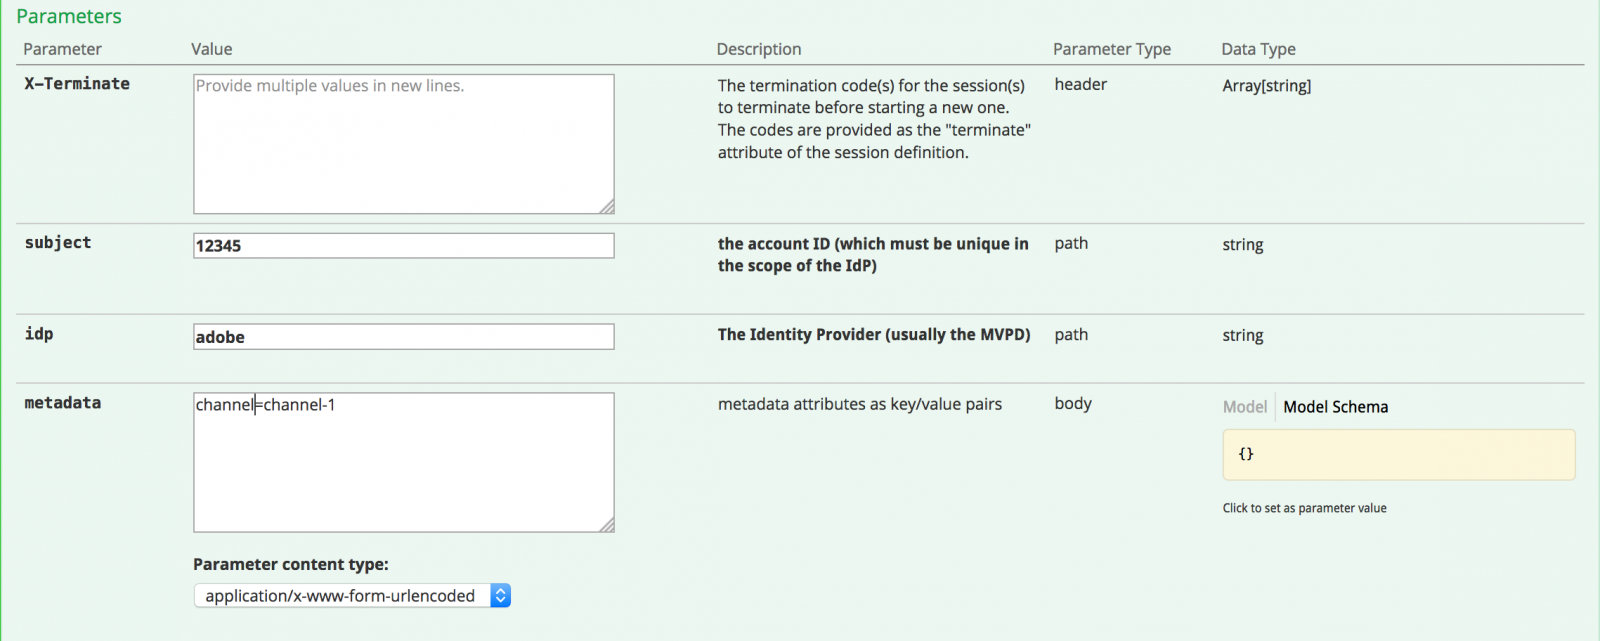 Parameters
Parameter Value Description Parameter Type Data Type
X-Terminate Provide multiple values in new lines. The termination code(s) for the session(s) header Array[string]
to terminate before starting a new one.
The codes are provided as the "terminate"
attribute of the session definition.
subject 12345 the account ID (which must be unique in path string
the scope of the IdP)
idp adobe The Identity Provider (usually the MVPD) path string
metadata channel=channel-1 metadata attributes as key/value pairs body Model Model Schema
{}
Click to set as parameter value
Parameter content type:
application/x-www-form-urlencoded